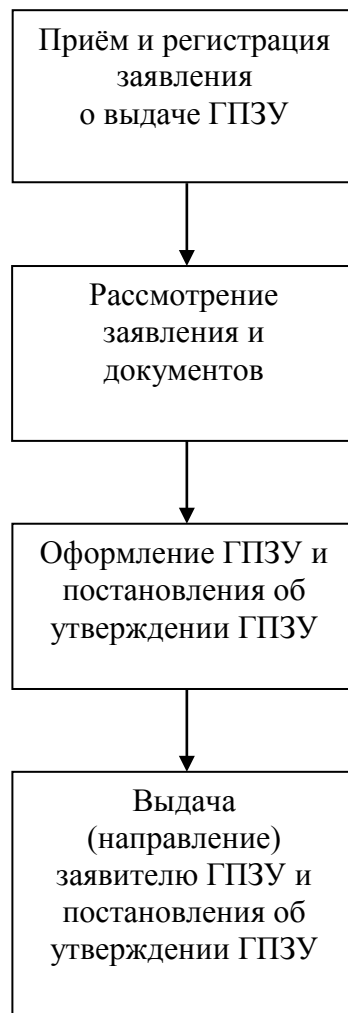 Приём и регистрация
заявления
о выдаче ГПЗУ
Рассмотрение
заявления и
документов
Оформление ГПЗУ и
постановления об
утверждении ГПЗУ
Выдача
(направление)
заявителю ГПЗУ и
постановления об
утверждении ГПЗУ